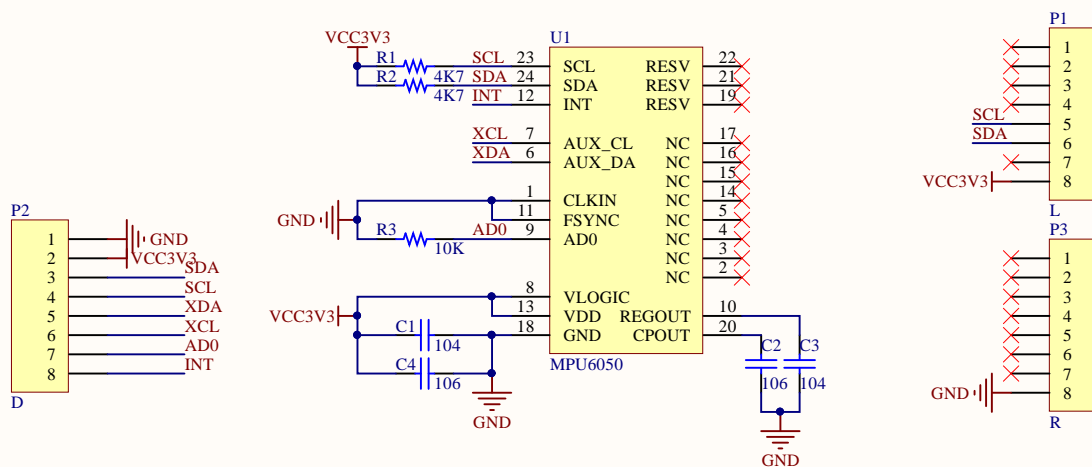 P1
U1
VCC3V3
R1
SCL 23 SCL RESV 22
R2 4K7 SDA 24 SDA RESV 21
4K7 INT 12 INT RESV 19
XCL 7 AUX_CL NC 17
XDA 6 AUX_DA NC 16
NC 15
1 CLKIN NC 14
GND 11 FSYNC NC 5
R3 10K AD0 9 AD0 NC 4
NC 3
NC 2
8 VLOGIC
VCC3V3 13 VDD REGOUT 10
C1 104 18 GND CPOUT 20
C4 106
MPU6050
GND
C2 106
C3 104
GND
P2
1 GND
2 VCC3V3
3 SDA
4 SCL
5 XDA
6 XCL
7 AD0
8 INT
D
1
2
3
4
SCL 5
SDA 6
7
VCC3V3 8
L
P3
1
2
3
4
5
6
7
GND 8
R